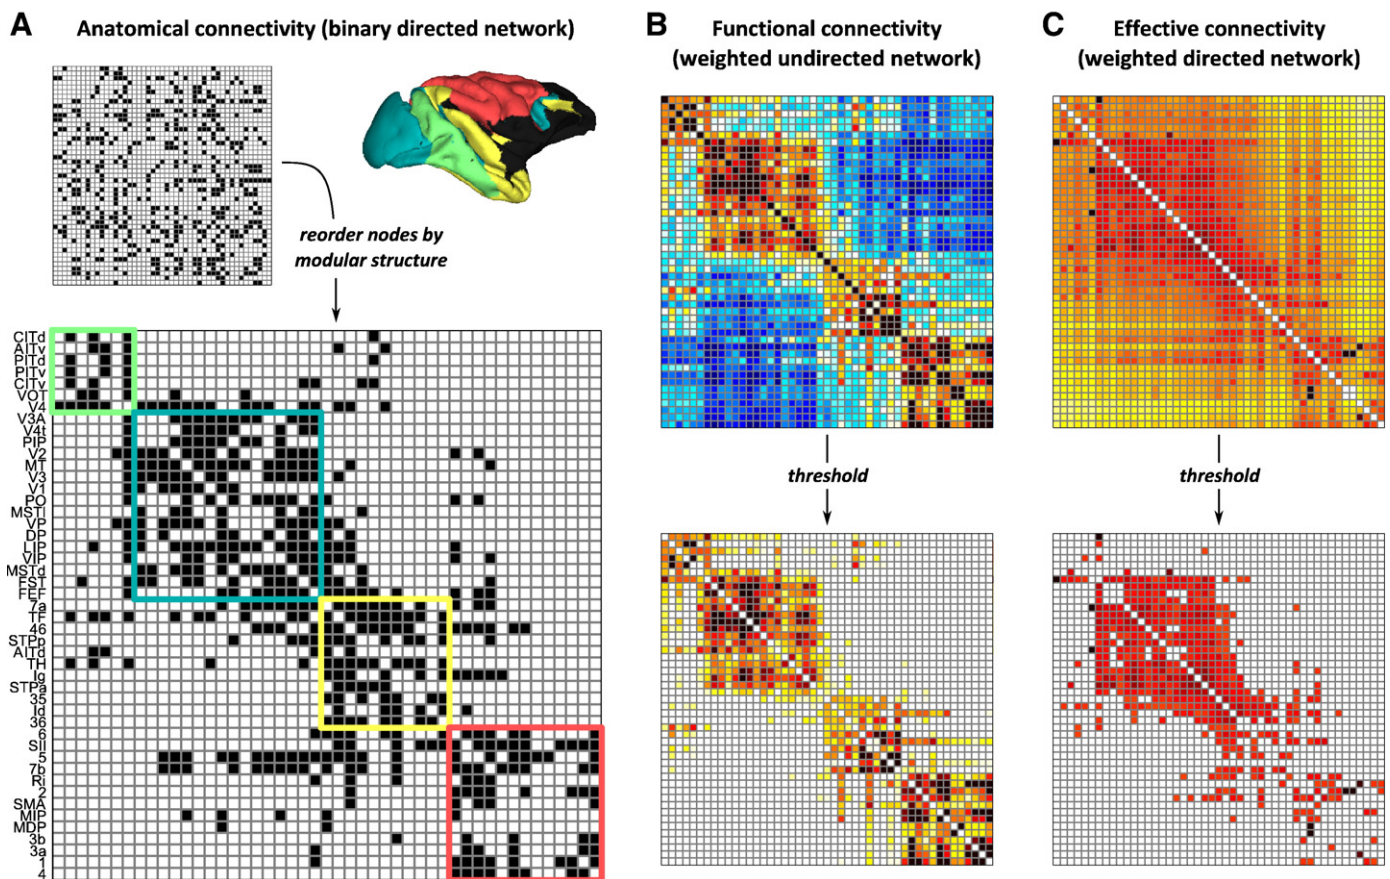 A
Anatomical connectivity (binary directed network)
reorder nodes by
modular structure
CITd
AITv
PITd
PITv
CITv
VOT
V4
V3A
V4t
PIP
V2
MT
V3
V1
PO
MSTl
VP
DP
LIP
VIP
MSTd
FST
FEF
7a
TF
46
STPp
AITd
TH
Ig
STPa
35
Id
36
6
SII
5
7b
Ri
2
SMA
MIP
MDP
3b
3a
1
4
B
Functional connectivity
(weighted undirected network)
threshold
C
Effective connectivity
(weighted directed network)
threshold